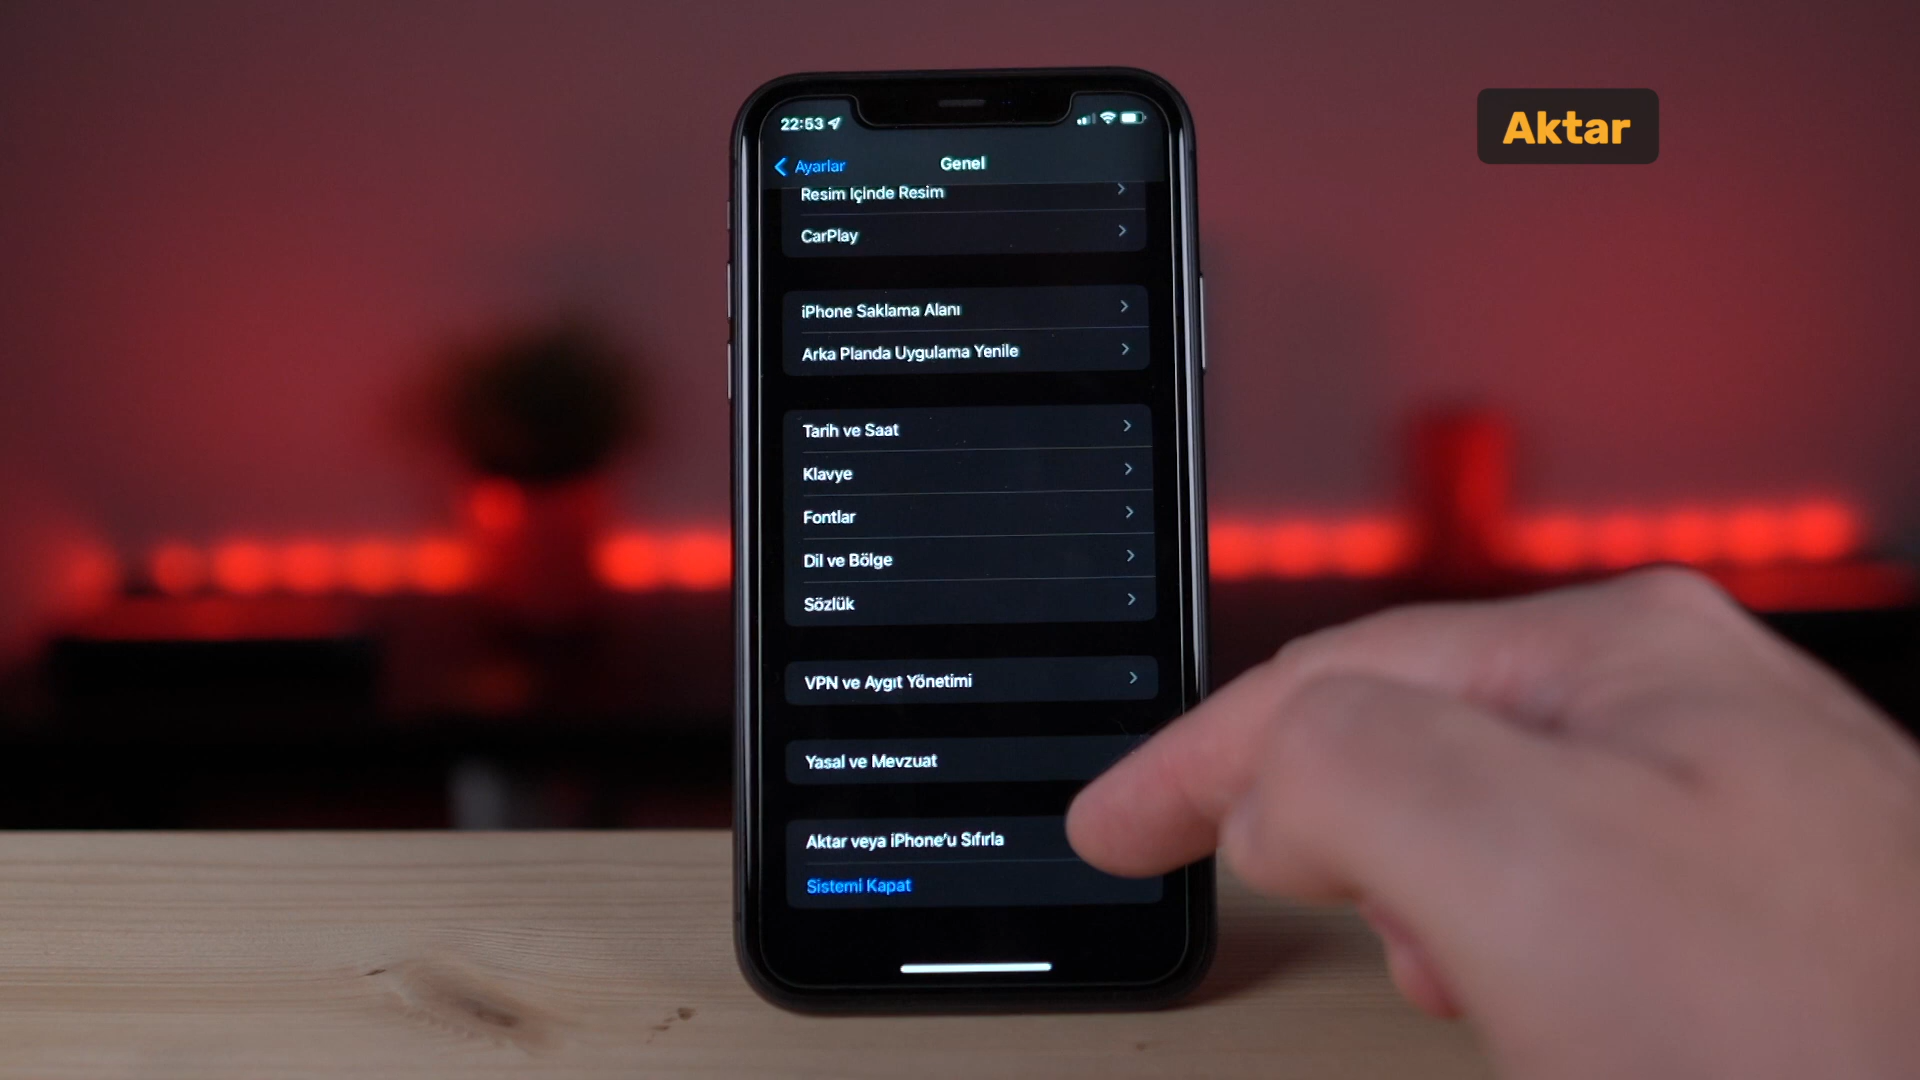 Aktar
22:53
Ayarlar
Genel
Resim İçinde Resim
CarPlay
iPhone Saklama Alanı
Arka Planda Uygulama Yenile
Tarih ve Saat
Klavye
Fontlar
Dil ve Bölge
Sözlük
VPN ve Aygıt Yönetimi
Yasal ve Mevzuat
Aktar veya iPhone'u Sıfırla
Sistemi Kapat